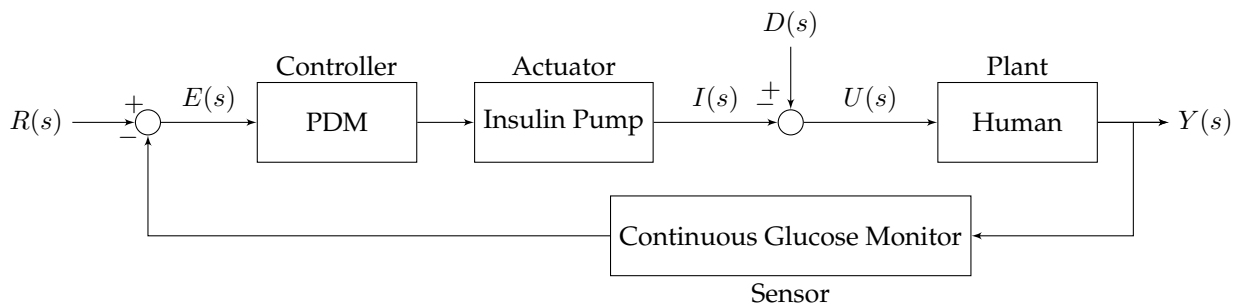 D(s)
Controller
Actuator
Plant
R(s)
+
−
E(s)
PDM
Insulin Pump
I(s)
+
−
U(s)
Human
Y(s)
Continuous Glucose Monitor
Sensor